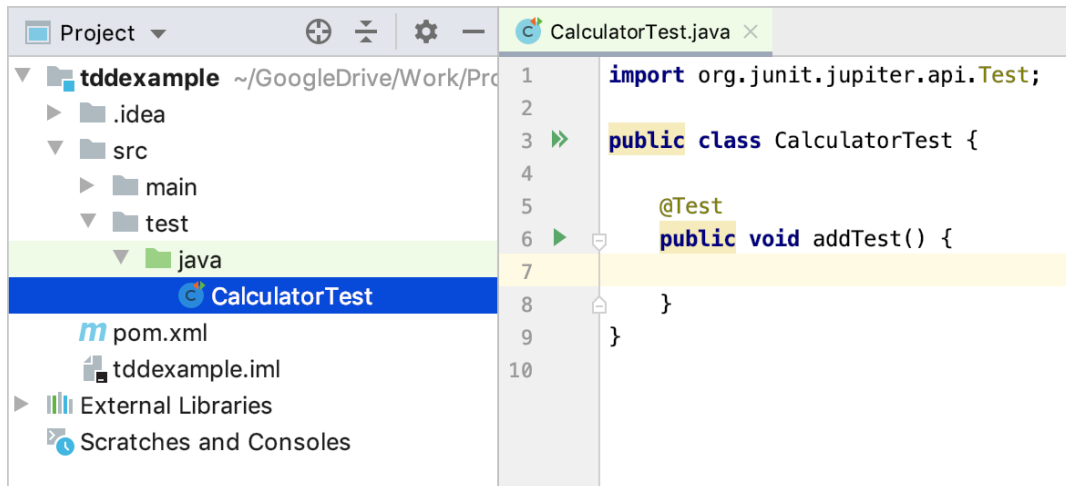 Project
tddexample ~/GoogleDrive/Work/Pro
.idea
src
main
test
java
CalculatorTest
m pom.xml
tddexample.iml
External Libraries
Scratches and Consoles
C CalculatorTest.java
1 import org.junit.jupiter.api.Test;
2
3 public class CalculatorTest {
4
5 @Test
6 public void addTest() {
7
8 }
9 }
10